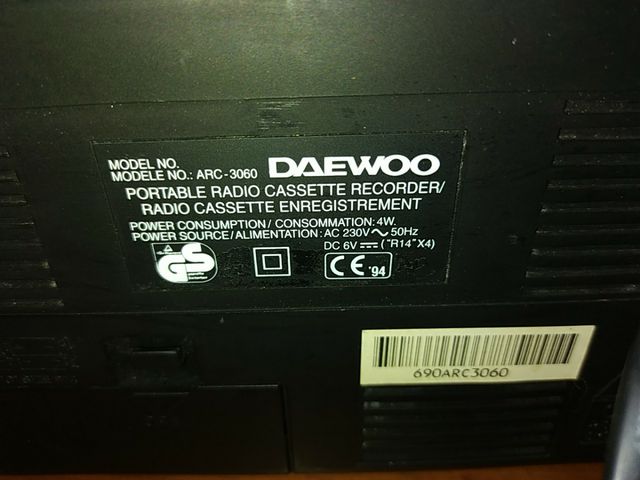 MODEL NO.
MODELE NO.: ARC-3060 DAEWOO
PORTABLE RADIO CASSETTE RECORDER/
RADIO CASSETTE ENREGISTREMENT
POWER CONSUMPTION / CONSOMMATION: 4W.
POWER SOURCE/ALIMENTATION: AC 230V ~ 50Hz
DC 6V ⎓ ("R14"X4)
GS
CE '94
690ARC3060